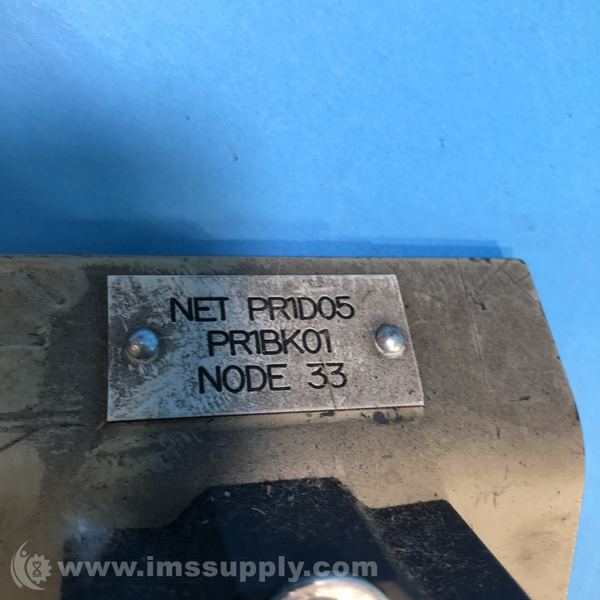 NET PR1D05
PR1BK01
NODE 33
www.imssupply.com